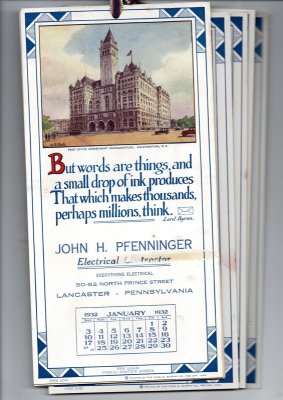 POST OFFICE DEPARTMENT HEADQUARTERS, WASHINGTON, D.C.
But words are things, and
a small drop of ink produces
That which makes thousands,
perhaps millions, think.
Lord Byron.
JOHN H. PFENNINGER
Electrical
EVERYTHING ELECTRICAL
50-52 NORTH PRINCE STREET
LANCASTER - PENNSYLVANIA
1932 JANUARY 1932
1 2
3 4 5 6 7 8 9
10 11 12 13 14 15 16
17 18 19 20 21 22 23
24 31 25 26 27 28 29 30